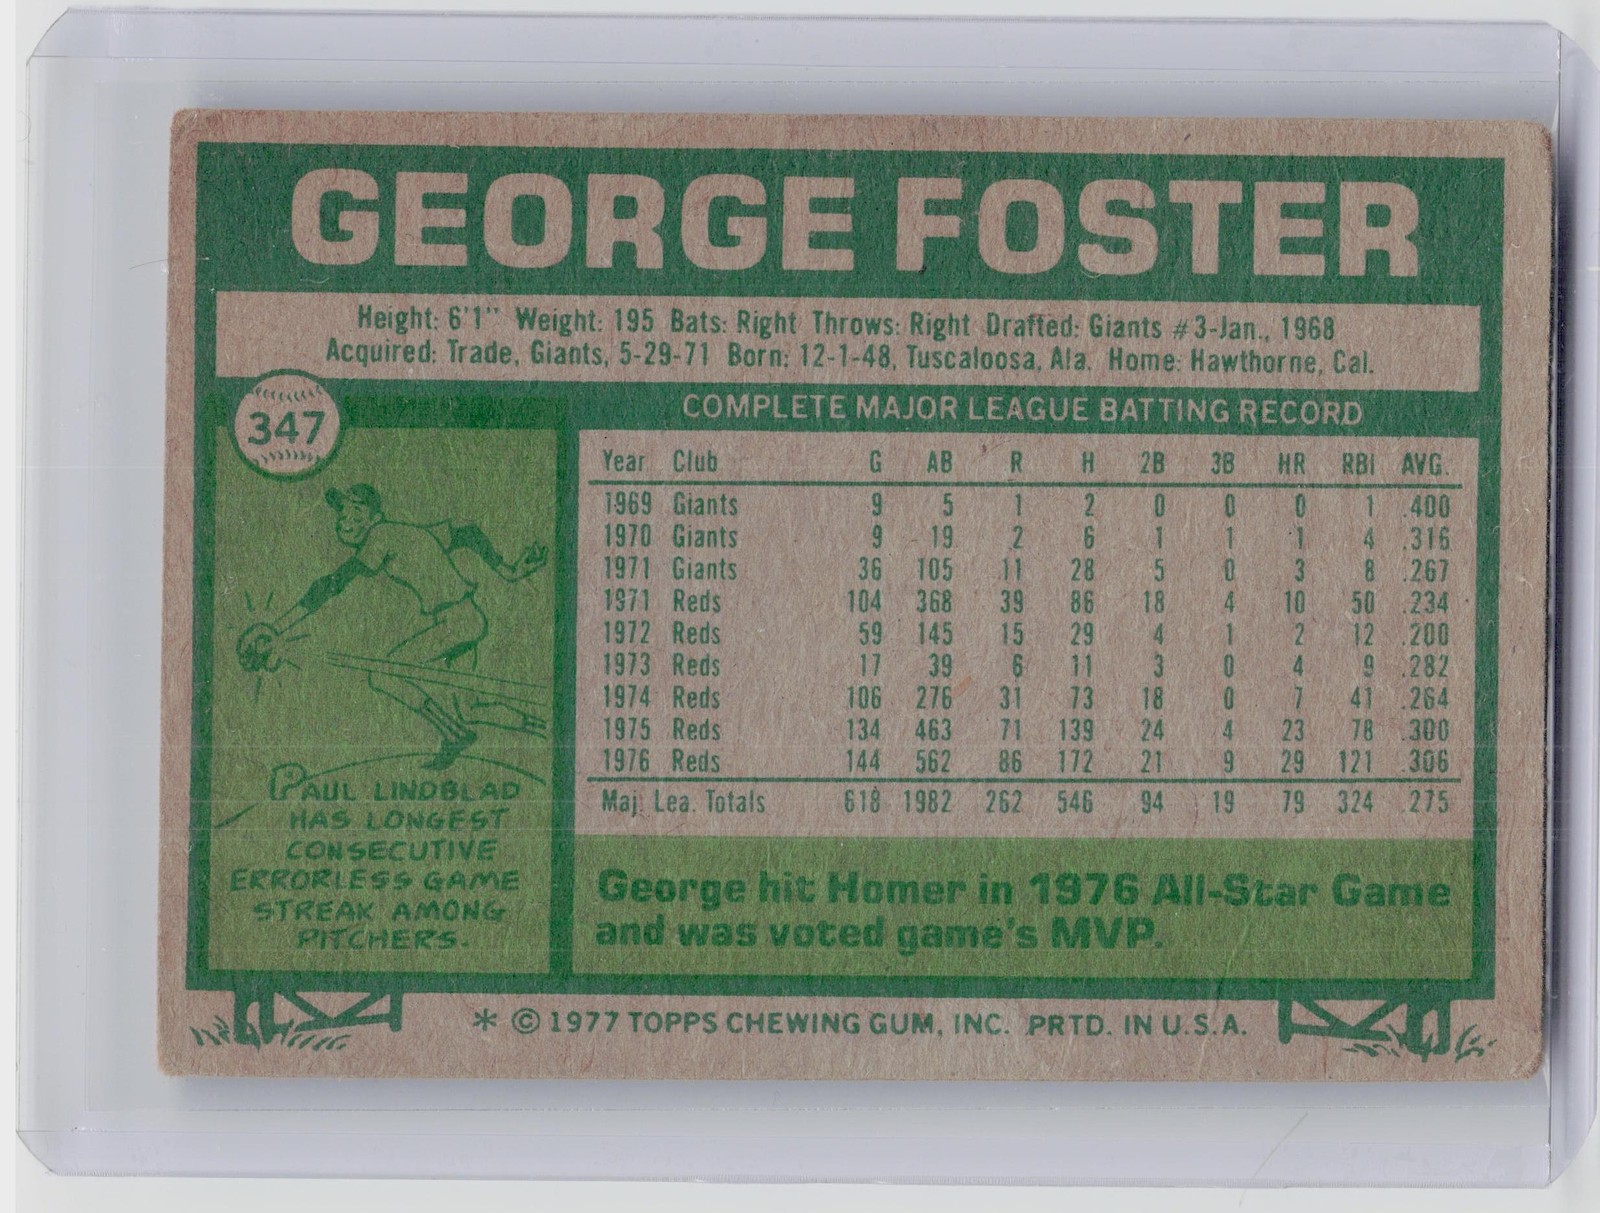 GEORGE FOSTER
Height: 6'1" Weight: 195 Bats: Right Throws: Right Drafted: Giants #3-Jan., 1968
Acquired: Trade, Giants, 5-29-71 Born: 12-1-48, Tuscaloosa, Ala. Home: Hawthorne, Cal.
347
COMPLETE MAJOR LEAGUE BATTING RECORD
Year Club G AB R H 2B 3B HR RBI AVG.
1969 Giants 9 5 1 2 0 0 0 1 .400
1970 Giants 9 19 2 6 1 1 1 4 .316
1971 Giants 36 105 11 28 5 0 3 8 .267
1971 Reds 104 368 39 86 18 4 10 50 .234
1972 Reds 59 145 15 29 4 1 2 12 .200
1973 Reds 17 39 6 11 3 0 4 9 .282
1974 Reds 106 276 31 73 18 0 7 41 .264
1975 Reds 134 463 71 139 24 4 23 78 .300
1976 Reds 144 562 86 172 21 9 29 121 .306
Maj. Lea. Totals 618 1982 262 546 94 19 79 324 .275
PAUL LINDBLAD
HAS LONGEST
CONSECUTIVE
ERRORLESS GAME
STREAK AMONG
PITCHERS.
George hit Homer in 1976 All-Star Game
and was voted game's MVP.
* © 1977 TOPPS CHEWING GUM, INC. PRTD. IN U.S.A.